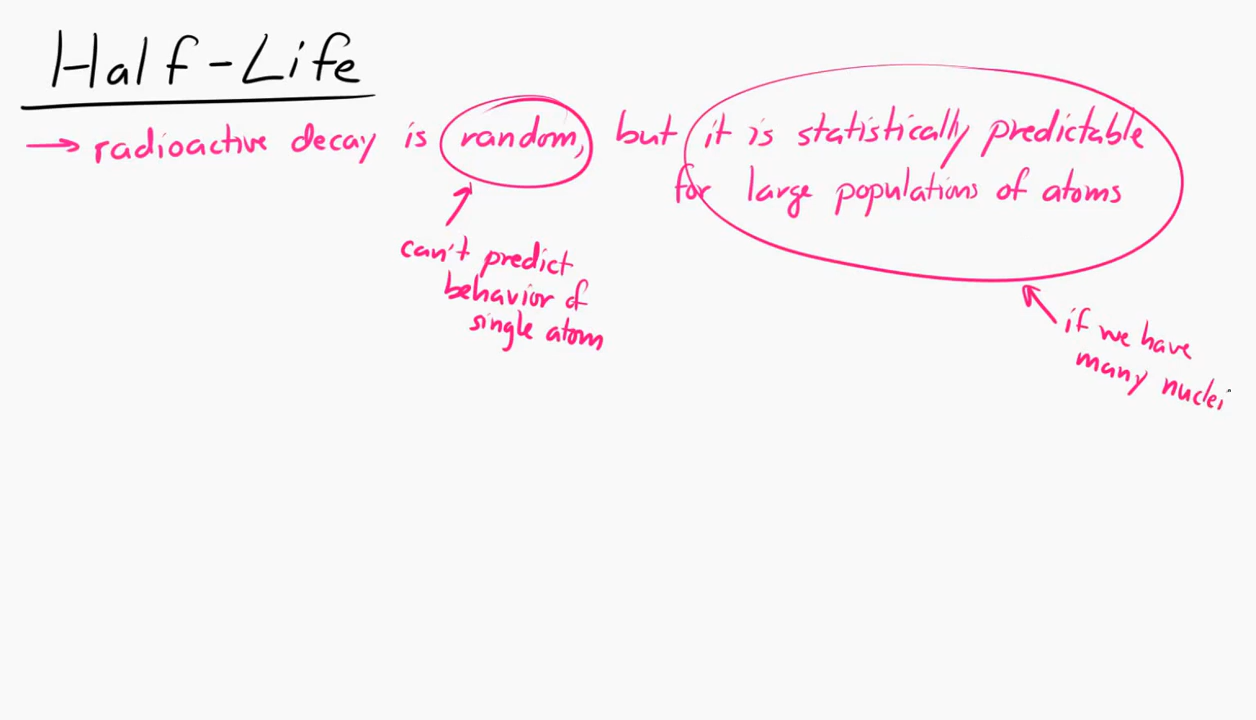 Half-Life
→ radioactive decay is random, but it is statistically predictable
for large populations of atoms
can't predict
behavior of
single atom
if we have
many nuclei